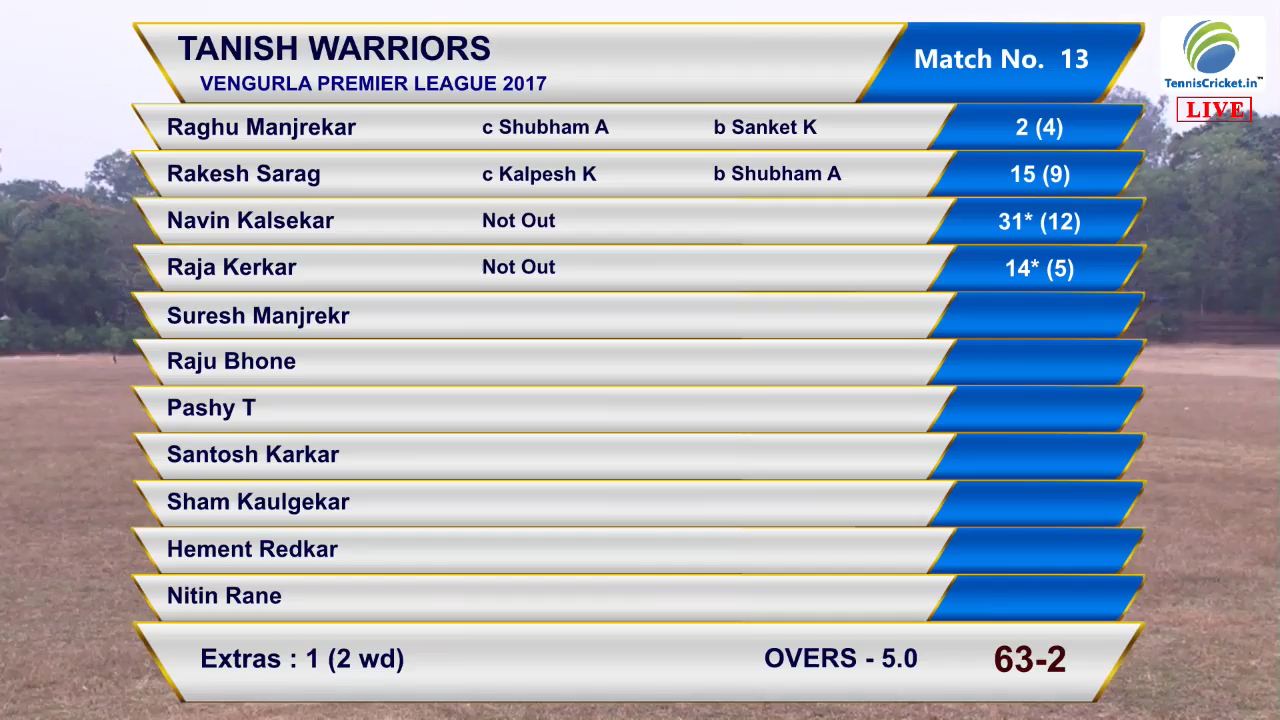 TANISH WARRIORS
VENGURLA PREMIER LEAGUE 2017
Match No. 13
TennisCricket.in™
LIVE
Raghu Manjrekar c Shubham A b Sanket K 2 (4)
Rakesh Sarag c Kalpesh K b Shubham A 15 (9)
Navin Kalsekar Not Out 31* (12)
Raja Kerkar Not Out 14* (5)
Suresh Manjrekr
Raju Bhone
Pashy T
Santosh Karkar
Sham Kaulgekar
Hement Redkar
Nitin Rane
Extras : 1 (2 wd) OVERS - 5.0 63-2